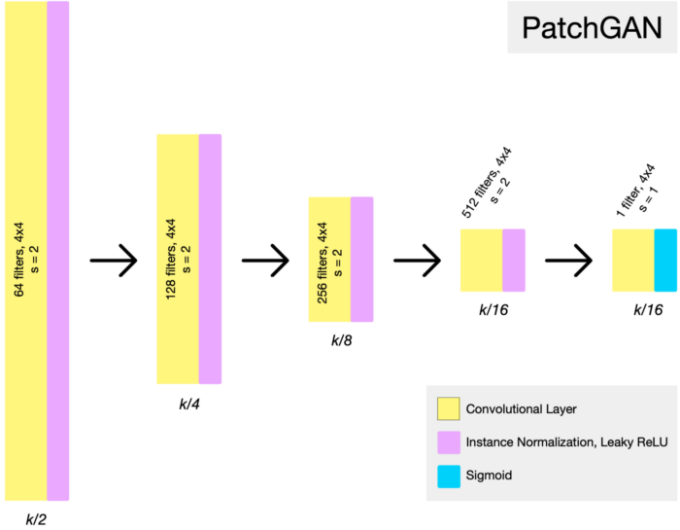 PatchGAN
64 filters, 4x4
s = 2
k/2
128 filters, 4x4
s = 2
k/4
256 filters, 4x4
s = 2
k/8
512 filters, 4x4
s = 2
k/16
1 filter, 4x4
s = 1
k/16
Convolutional Layer
Instance Normalization, Leaky ReLU
Sigmoid